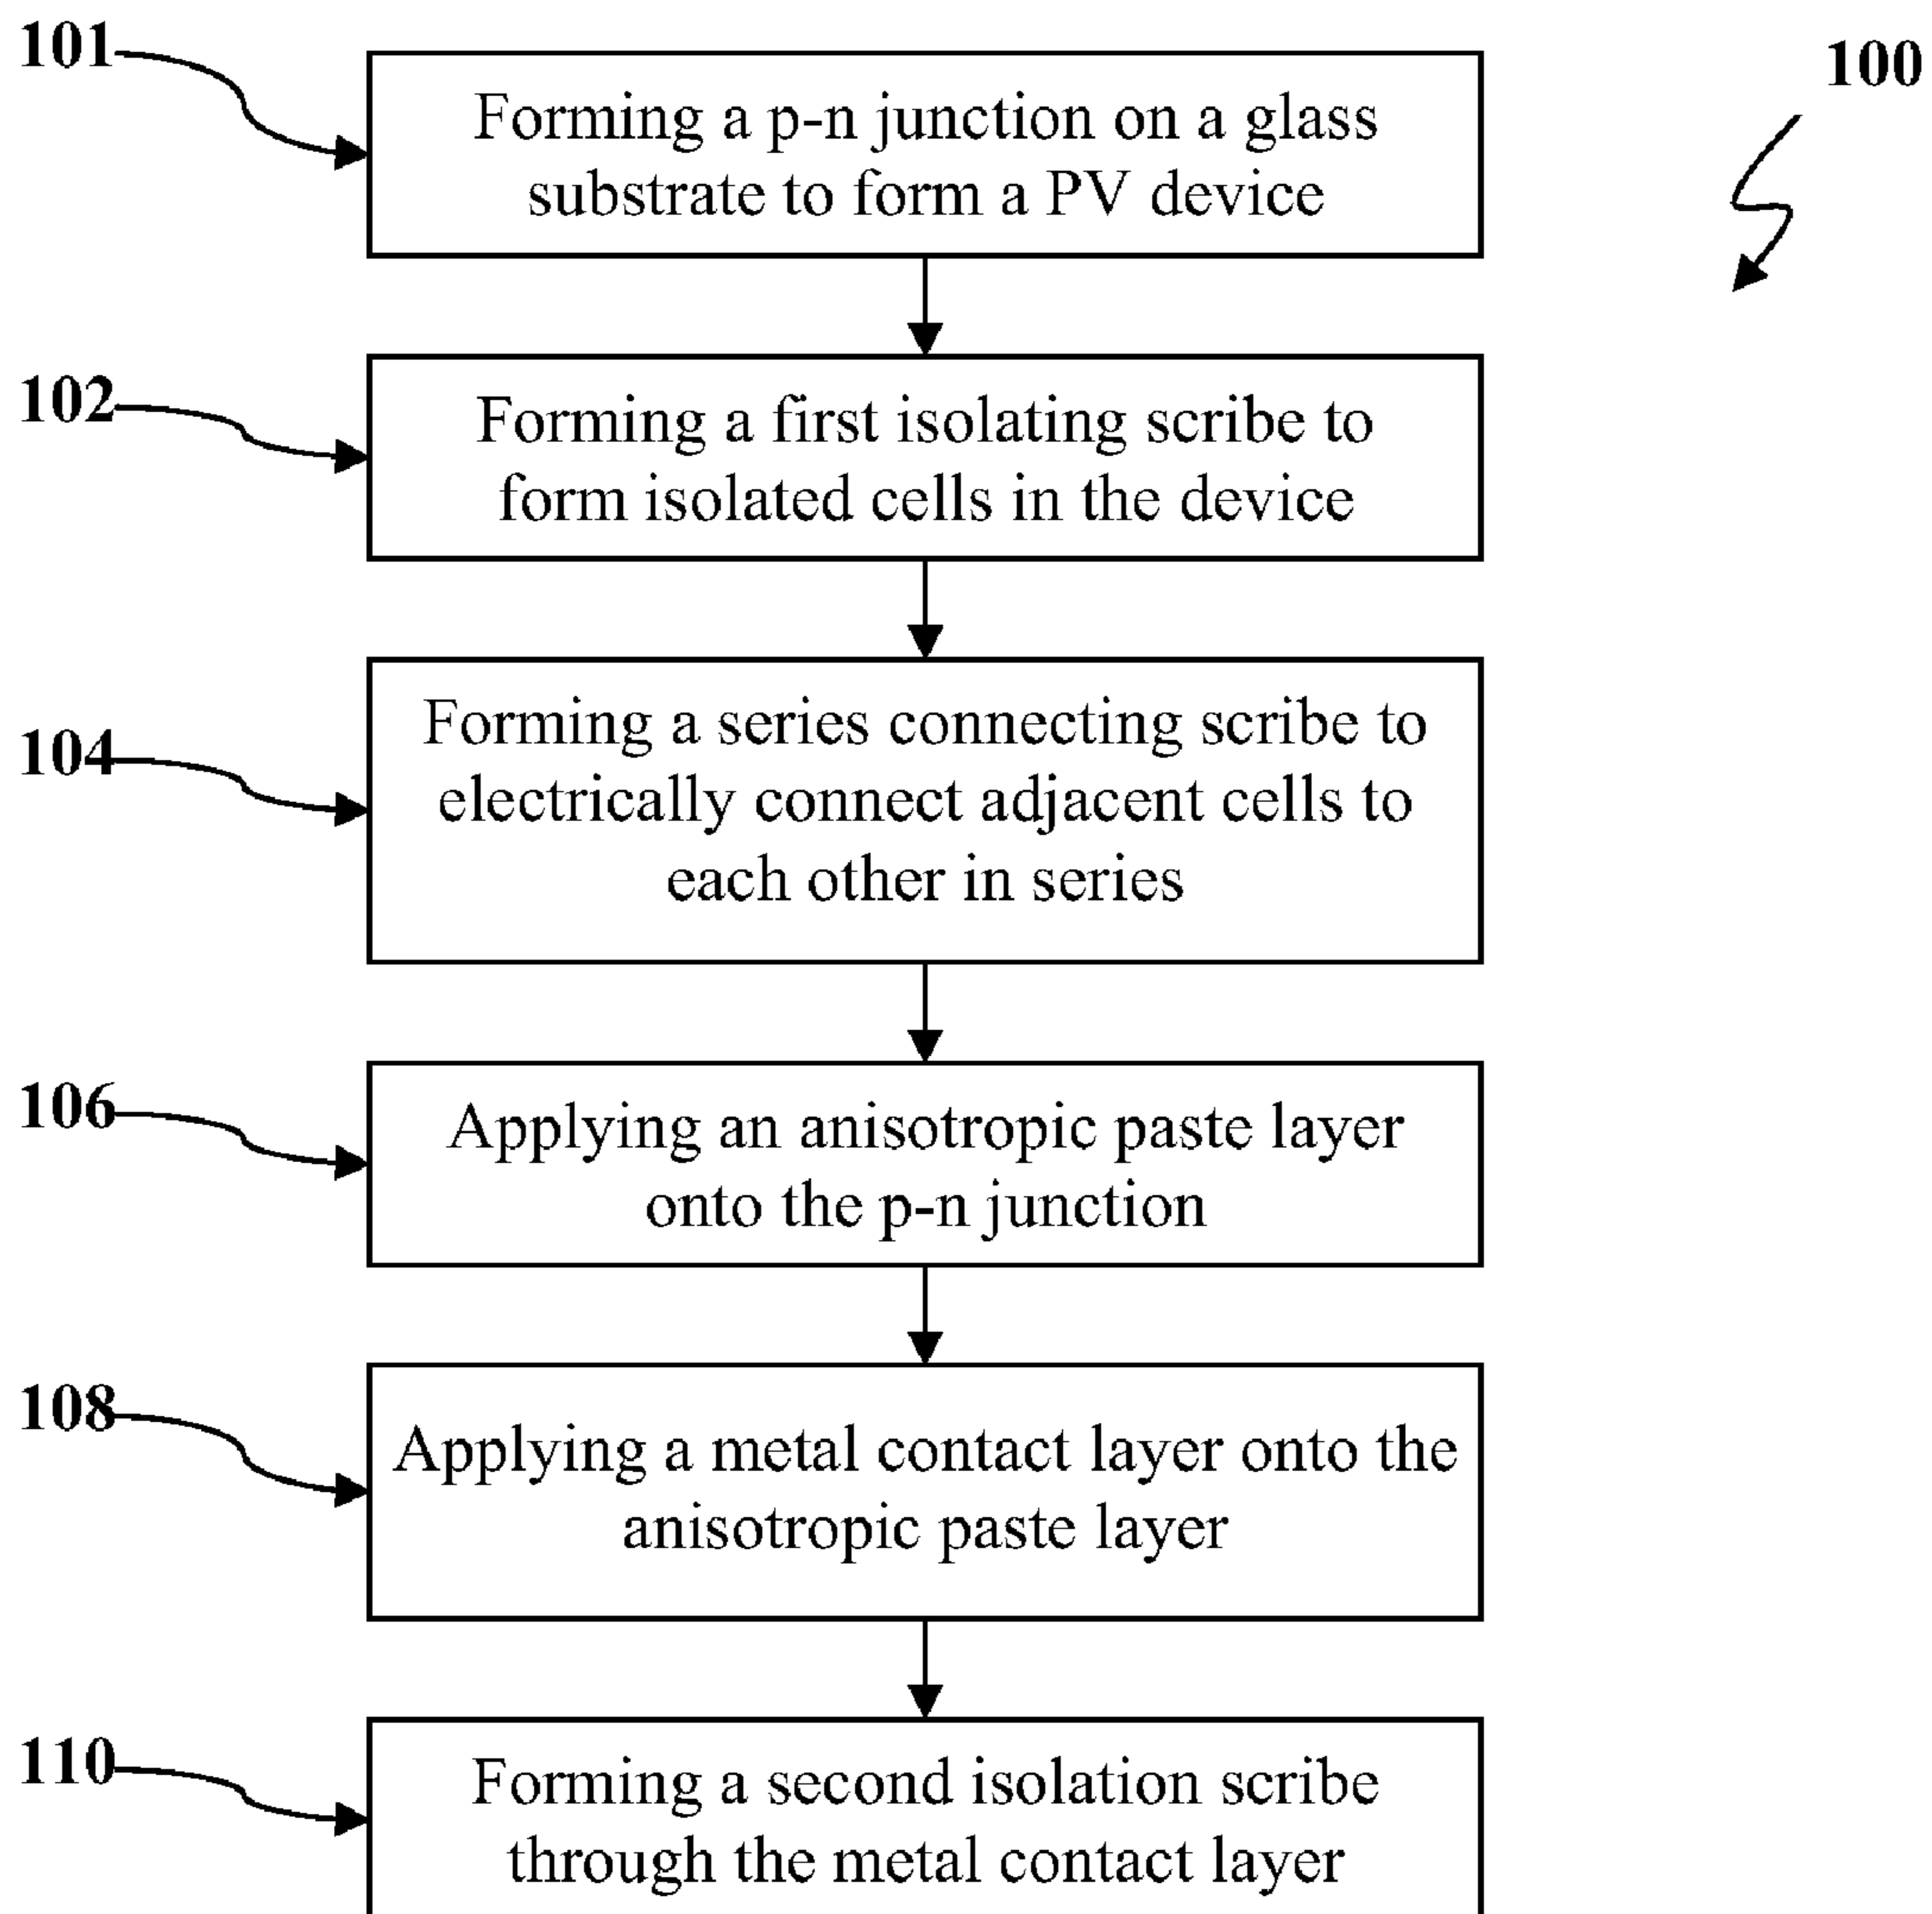 101
100
Forming a p-n junction on a glass
substrate to form a PV device
102
Forming a first isolating scribe to
form isolated cells in the device
104
Forming a series connecting scribe to
electrically connect adjacent cells to
each other in series
106
Applying an anisotropic paste layer
onto the p-n junction
108
Applying a metal contact layer onto the
anisotropic paste layer
110
Forming a second isolation scribe
through the metal contact layer